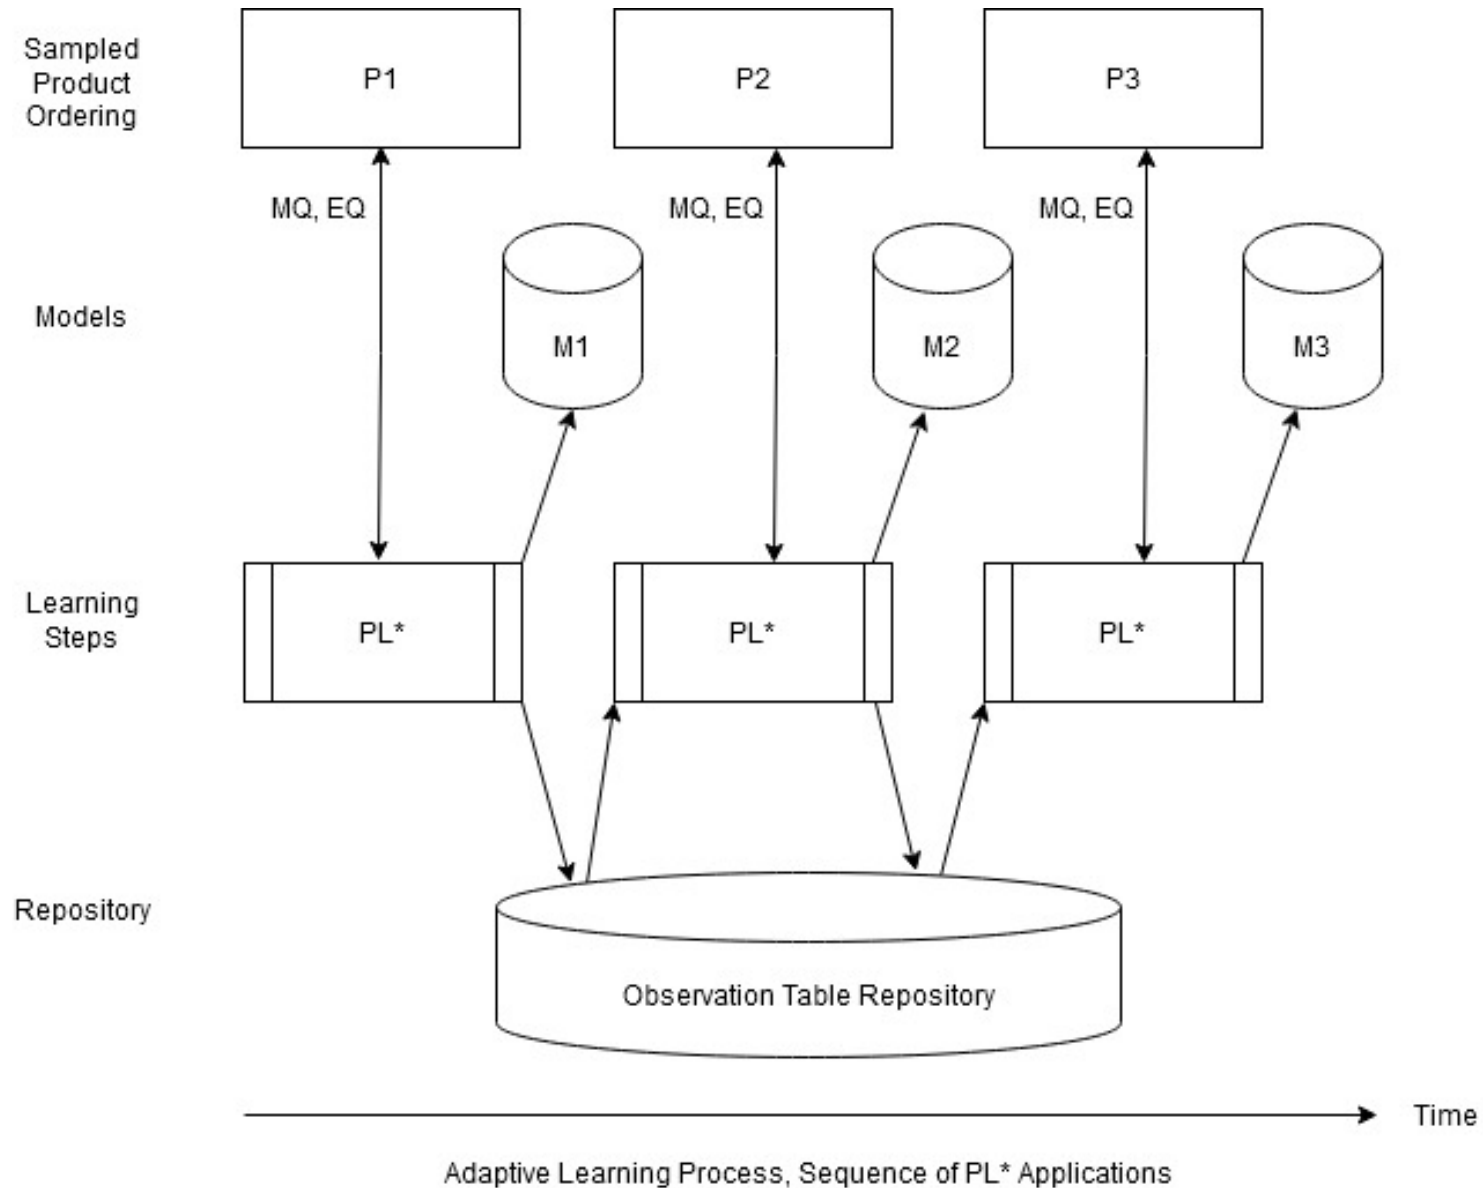 Sampled
Product
Ordering
P1
P2
P3
MQ, EQ
MQ, EQ
MQ, EQ
Models
M1
M2
M3
Learning
Steps
PL*
PL*
PL*
Repository
Observation Table Repository
Time
Adaptive Learning Process, Sequence of PL* Applications